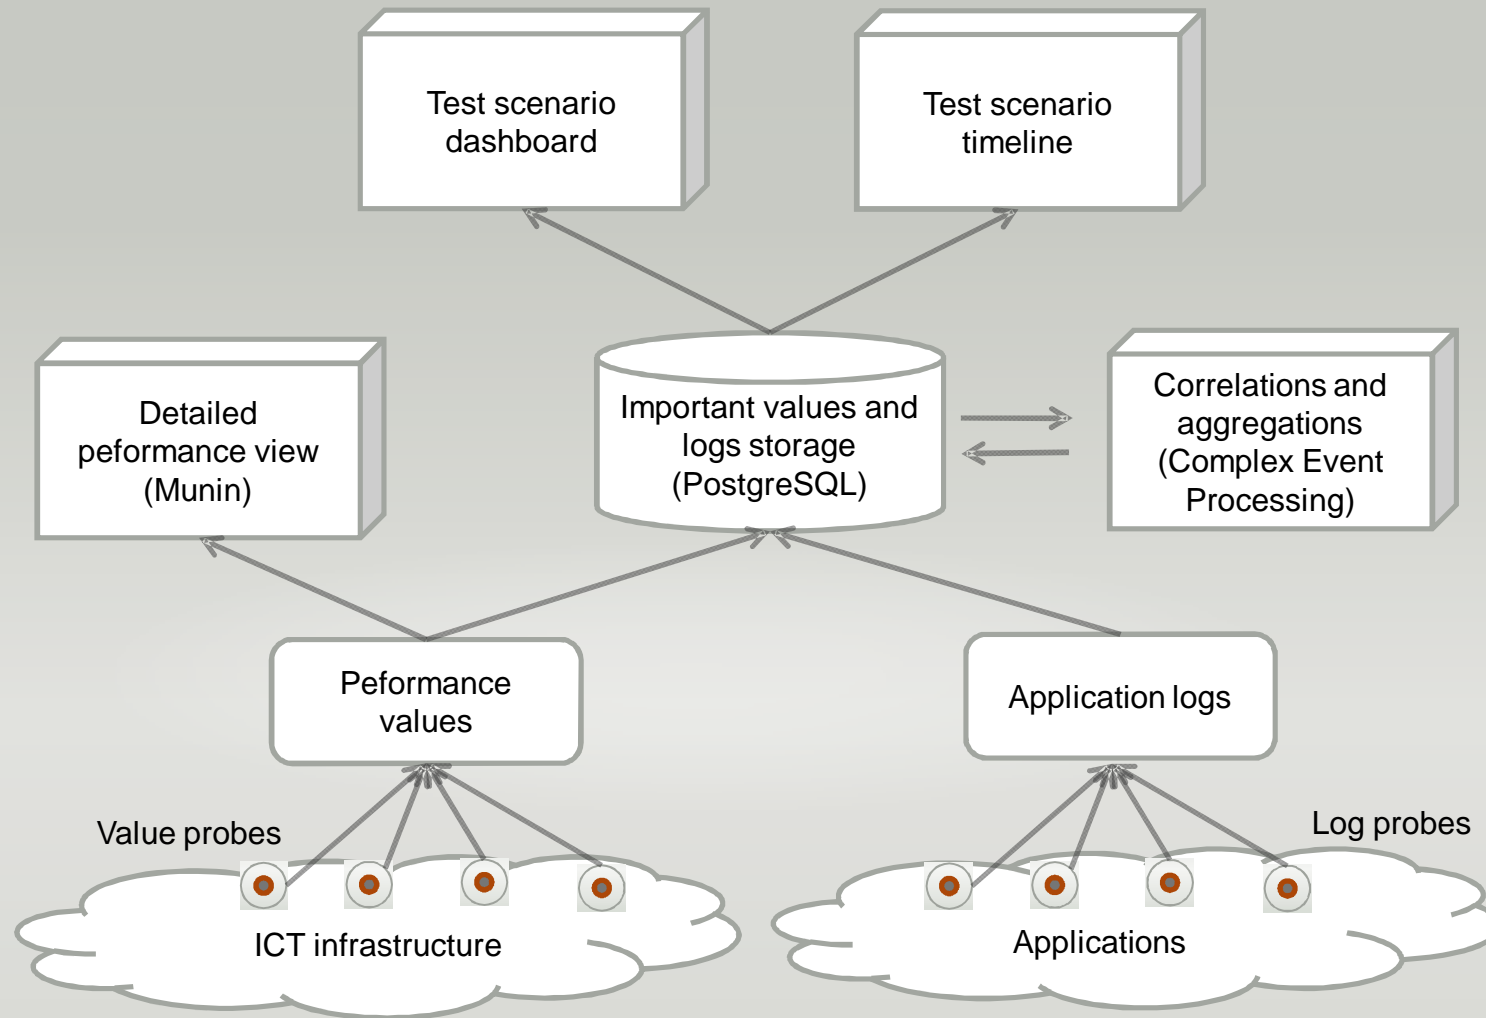 Test scenario
dashboard
Test scenario
timeline
Detailed
peformance view
(Munin)
Important values and
logs storage
(PostgreSQL)
Correlations and
aggregations
(Complex Event
Processing)
Peformance
values
Application logs
Value probes
Log probes
ICT infrastructure
Applications